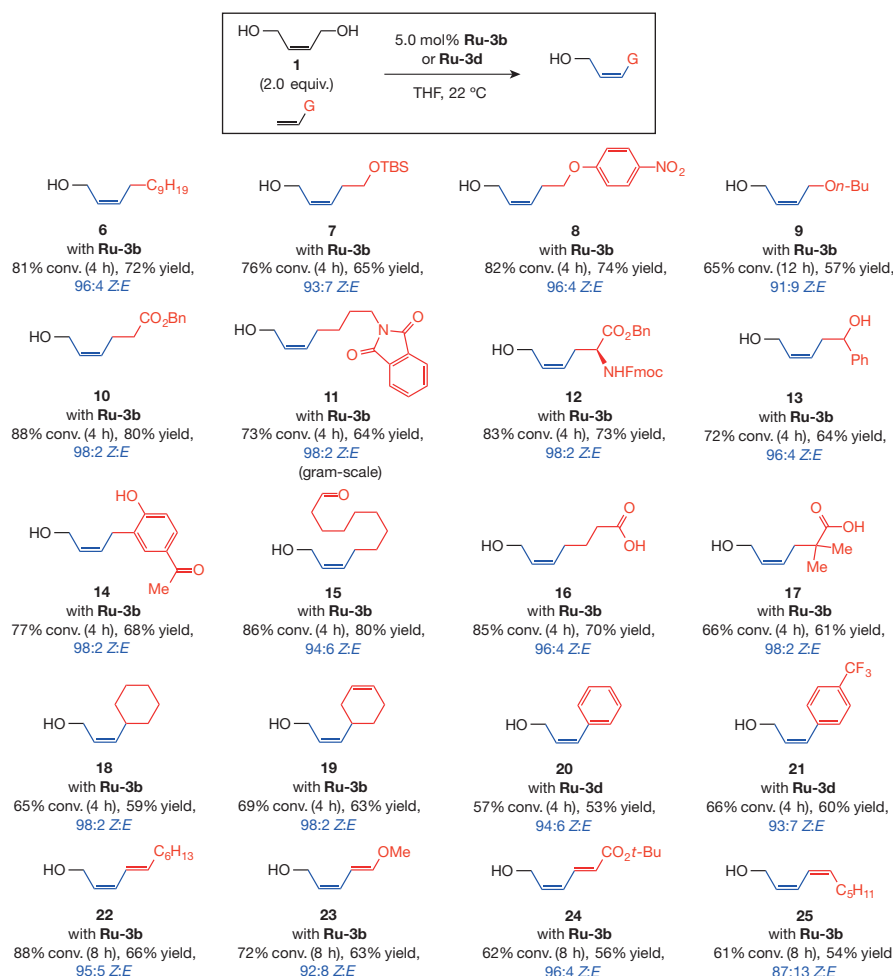 HO
OH
1
(2.0 equiv.)
G
5.0 mol% Ru-3b
or Ru-3d
THF, 22 ºC
HO
G
HO
C9H19
6
with Ru-3b
81% conv. (4 h), 72% yield,
96:4 Z:E
HO
OTBS
7
with Ru-3b
76% conv. (4 h), 65% yield,
93:7 Z:E
HO
O
NO2
8
with Ru-3b
82% conv. (4 h), 74% yield,
96:4 Z:E
HO
On-Bu
9
with Ru-3b
65% conv. (12 h), 57% yield,
91:9 Z:E
HO
CO2Bn
10
with Ru-3b
88% conv. (4 h), 80% yield,
98:2 Z:E
HO
O
N
O
11
with Ru-3b
73% conv. (4 h), 64% yield,
98:2 Z:E
(gram-scale)
HO
CO2Bn
NHFmoc
12
with Ru-3b
83% conv. (4 h), 73% yield,
98:2 Z:E
HO
OH
Ph
13
with Ru-3b
72% conv. (4 h), 64% yield,
96:4 Z:E
HO
HO
O
Me
14
with Ru-3b
77% conv. (4 h), 68% yield,
98:2 Z:E
O
HO
15
with Ru-3b
86% conv. (4 h), 80% yield,
94:6 Z:E
HO
O
OH
16
with Ru-3b
85% conv. (4 h), 70% yield,
96:4 Z:E
HO
O
OH
Me
Me
17
with Ru-3b
66% conv. (4 h), 61% yield,
98:2 Z:E
HO
18
with Ru-3b
65% conv. (4 h), 59% yield,
98:2 Z:E
HO
19
with Ru-3b
69% conv. (4 h), 63% yield,
98:2 Z:E
HO
20
with Ru-3d
57% conv. (4 h), 53% yield,
94:6 Z:E
CF3
HO
21
with Ru-3d
66% conv. (4 h), 60% yield,
93:7 Z:E
HO
C6H13
22
with Ru-3b
88% conv. (8 h), 66% yield,
95:5 Z:E
HO
OMe
23
with Ru-3b
72% conv. (8 h), 63% yield,
92:8 Z:E
HO
CO2t-Bu
24
with Ru-3b
62% conv. (8 h), 56% yield,
96:4 Z:E
HO
C5H11
25
with Ru-3b
61% conv. (8 h), 54% yield
87:13 Z:E